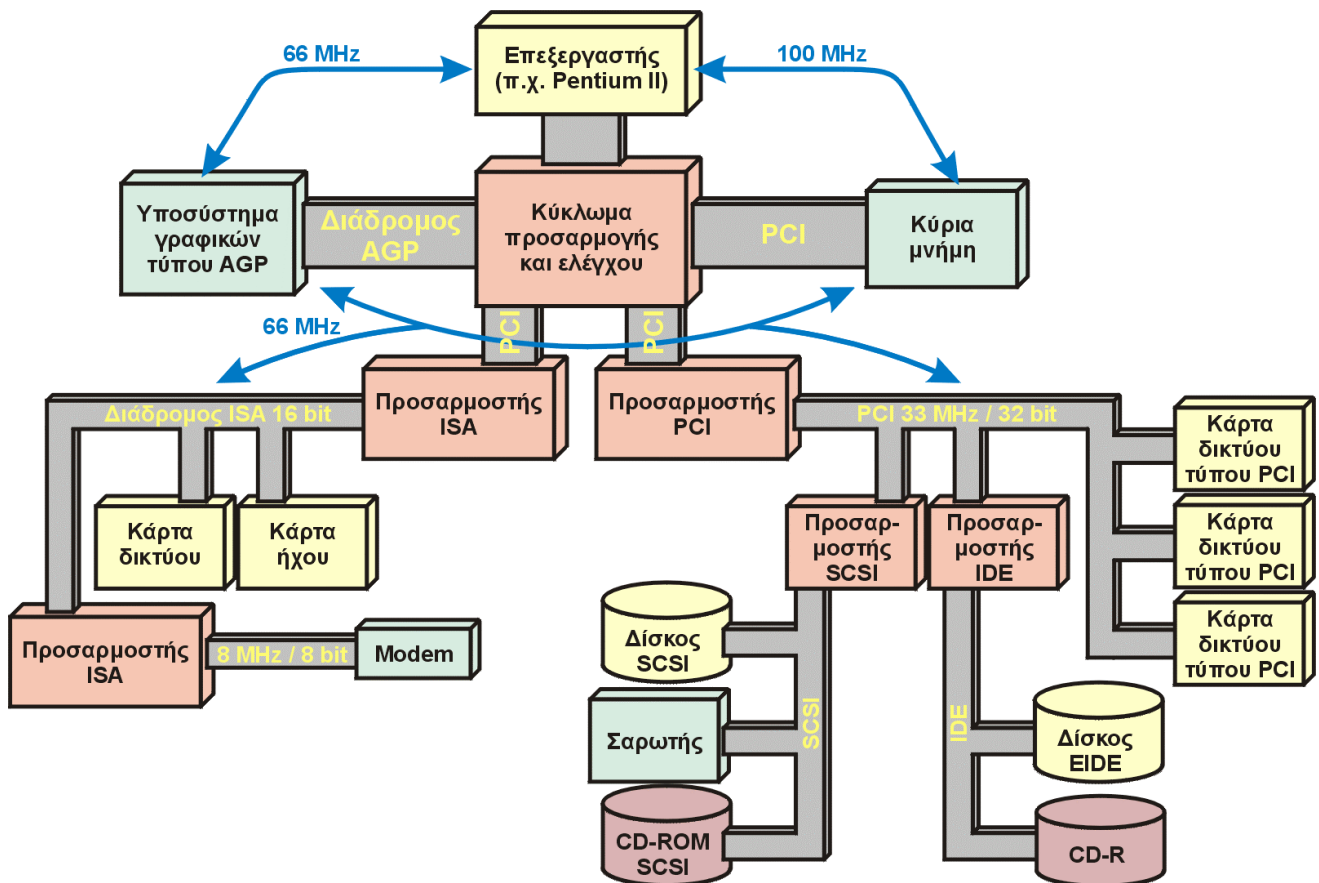 66 MHz
Επεξεργαστής
(π.χ. Pentium II)
100 MHz
Υποσύστημα
γραφικών
τύπου AGP
Διάδρομος
AGP
Κύκλωμα
προσαρμογής
και ελέγχου
PCI
Κύρια
μνήμη
66 MHz
PCI
PCI
Διάδρομος ISA 16 bit
Προσαρμοστής
ISA
Προσαρμοστής
PCI
PCI 33 MHz / 32 bit
Κάρτα
δικτύου
τύπου PCI
Κάρτα
δικτύου
Κάρτα
ήχου
Προσαρ-
μοστής
SCSI
Προσαρ-
μοστής
IDE
Κάρτα
δικτύου
τύπου PCI
Κάρτα
δικτύου
τύπου PCI
Προσαρμοστής
ISA
8 MHz / 8 bit
Modem
Δίσκος
SCSI
Σαρωτής
SCSI
IDE
Δίσκος
EIDE
CD-ROM
SCSI
CD-R